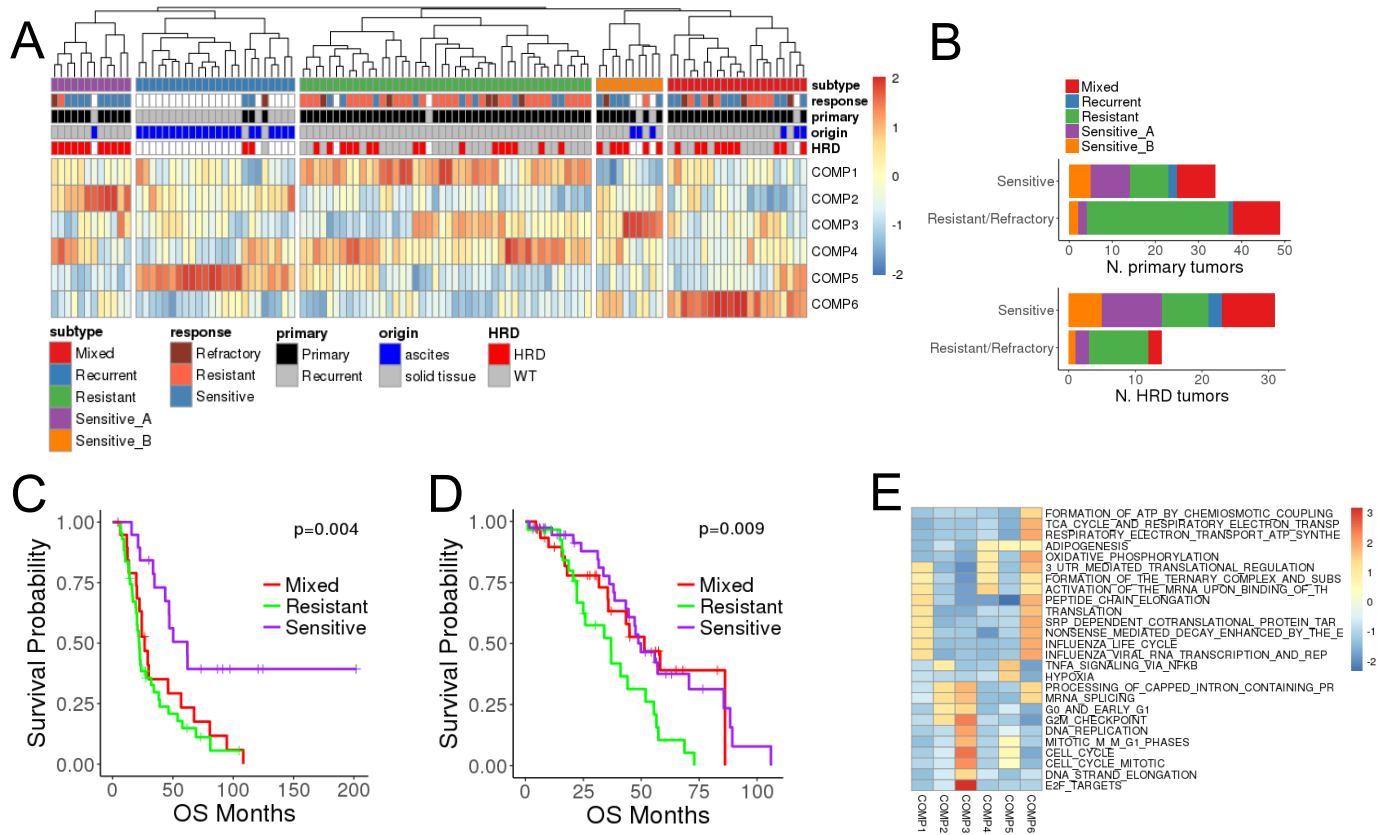 A
subtype
response
primary
origin
HRD
COMP1
COMP2
COMP3
COMP4
COMP5
COMP6
2
1
0
-1
-2
subtype
Mixed
Recurrent
Resistant
Sensitive_A
Sensitive_B
response
Refractory
Resistant
Sensitive
primary
Primary
Recurrent
origin
ascites
solid tissue
HRD
HRD
WT
B
Mixed
Recurrent
Resistant
Sensitive_A
Sensitive_B
Sensitive
Resistant/Refractory
0 10 20 30 40 50
N. primary tumors
Sensitive
Resistant/Refractory
0 10 20 30
N. HRD tumors
C
Survival Probability
1.00
0.75
0.50
0.25
0.00
p=0.004
Mixed
Resistant
Sensitive
0 50 100 150 200
OS Months
D
Survival Probability
1.00
0.75
0.50
0.25
0.00
p=0.009
Mixed
Resistant
Sensitive
0 25 50 75 100
OS Months
E
FORMATION_OF_ATP_BY_CHEMIOSMOTIC_COUPLING
TCA_CYCLE_AND_RESPIRATORY_ELECTRON_TRANSP
RESPIRATORY_ELECTRON_TRANSPORT_ATP_SYNTHE
ADIPOGENESIS
OXIDATIVE_PHOSPHORYLATION
3_UTR_MEDIATED_TRANSLATIONAL_REGULATION
FORMATION_OF_THE_TERNARY_COMPLEX_AND_SUBS
ACTIVATION_OF_THE_MRNA_UPON_BINDING_OF_TH
PEPTIDE_CHAIN_ELONGATION
TRANSLATION
SRP_DEPENDENT_COTRANSLATIONAL_PROTEIN_TAR
NONSENSE_MEDIATED_DECAY_ENHANCED_BY_THE_E
INFLUENZA_LIFE_CYCLE
INFLUENZA_VIRAL_RNA_TRANSCRIPTION_AND_REP
TNFA_SIGNALING_VIA_NFKB
HYPOXIA
PROCESSING_OF_CAPPED_INTRON_CONTAINING_PR
MRNA_SPLICING
G0_AND_EARLY_G1
G2M_CHECKPOINT
DNA_REPLICATION
MITOTIC_M_M_G1_PHASES
CELL_CYCLE
CELL_CYCLE_MITOTIC
DNA_STRAND_ELONGATION
E2F_TARGETS
COMP1
COMP2
COMP3
COMP4
COMP5
COMP6
3
2
1
0
-1
-2